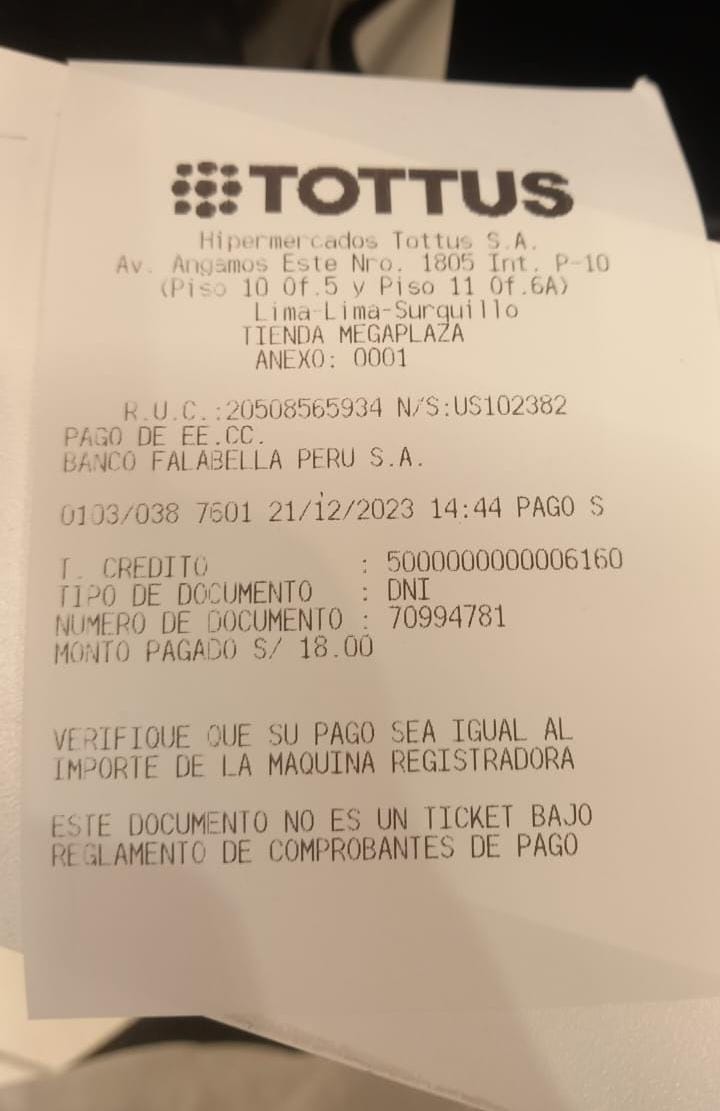 TOTTUS
Hipermercados Tottus S.A.
Av. Angamos Este Nro. 1805 Int. P-10
(Piso 10 Of.5 y Piso 11 Of.6A)
Lima-Lima-Surquillo
TIENDA MEGAPLAZA
ANEXO: 0001
R.U.C.:20508565934 N/S:US102382
PAGO DE EE.CC.
BANCO FALABELLA PERU S.A.
0103/038 7601 21/12/2023 14:44 PAGO S
T. CREDITO : 5000000000006160
TIPO DE DOCUMENTO : DNI
NUMERO DE DOCUMENTO : 70994781
MONTO PAGADO S/ 18.00
VERIFIQUE QUE SU PAGO SEA IGUAL AL
IMPORTE DE LA MAQUINA REGISTRADORA
ESTE DOCUMENTO NO ES UN TICKET BAJO
REGLAMENTO DE COMPROBANTES DE PAGO